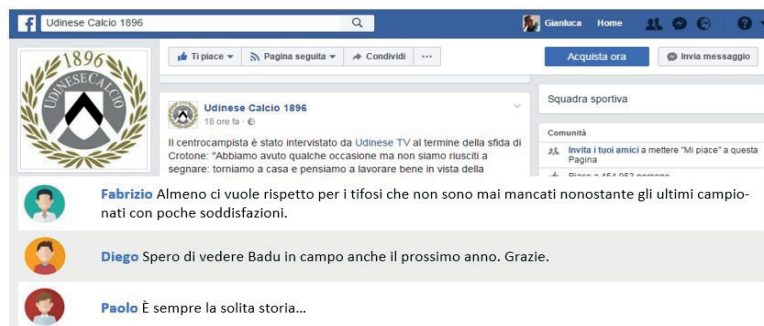 Udinese Calcio 1896
Gianluca Home
1896
UDINESE CALCIO
Ti piace Pagina seguita Condividi ...
Acquista ora Invia messaggio
Udinese Calcio 1896
18 ore fa
Il centrocampista è stato intervistato da Udinese TV al termine della sfida di
Crotone: "Abbiamo avuto qualche occasione ma non siamo riusciti a
segnare: torniamo a casa e pensiamo a lavorare bene in vista della
Squadra sportiva
Comunità
Invita i tuoi amici a mettere "Mi piace" a questa
Pagina
Fabrizio Almeno ci vuole rispetto per i tifosi che non sono mai mancati nonostante gli ultimi campio-
nati con poche soddisfazioni.
Diego Spero di vedere Badu in campo anche il prossimo anno. Grazie.
Paolo È sempre la solita storia...